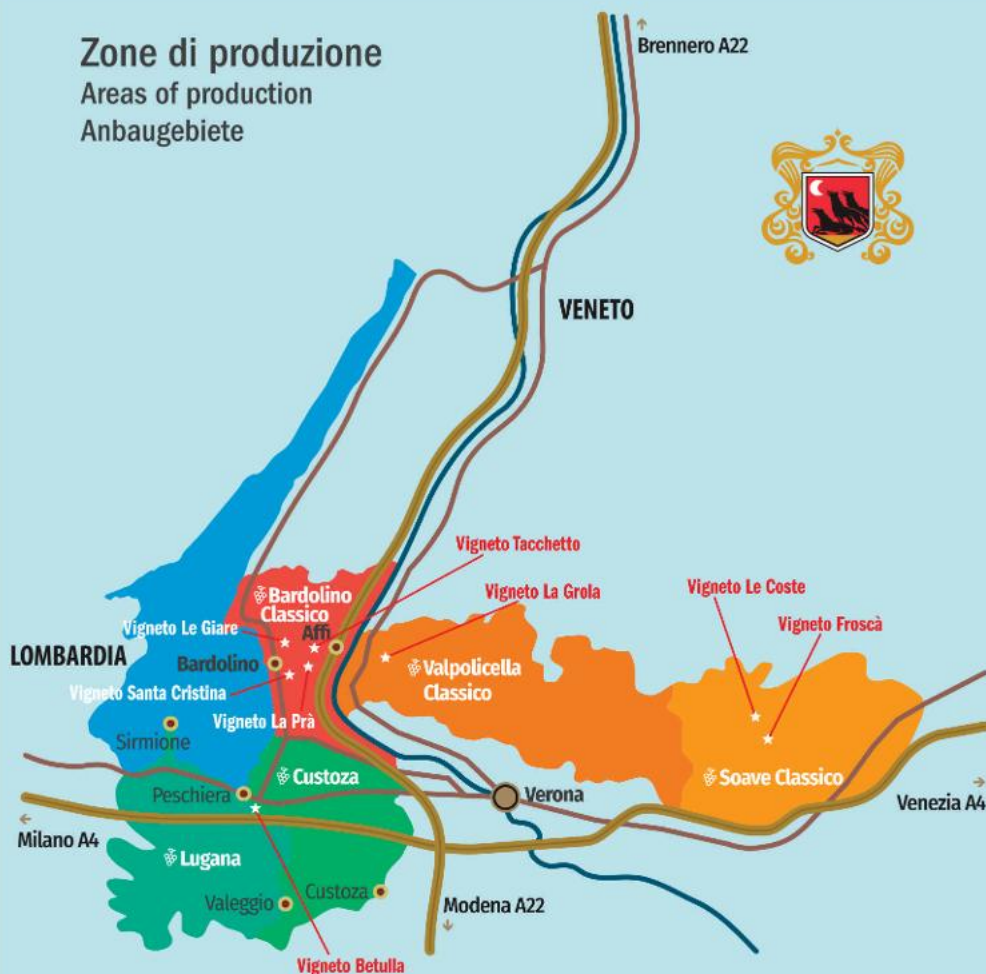 Zone di produzione
Areas of production
Anbaugebiete
Brennero A22
VENETO
Vigneto Tacchetto
Vigneto La Grola
Vigneto Le Coste
Vigneto Froscà
Bardolino
Classico
Affi
Vigneto Le Giare
LOMBARDIA
Bardolino
Valpolicella
Classico
Vigneto Santa Cristina
Vigneto La Prà
Sirmione
Custoza
Soave Classico
Peschiera
Verona
Venezia A4
Milano A4
Lugana
Valeggio
Custoza
Modena A22
Vigneto Betulla